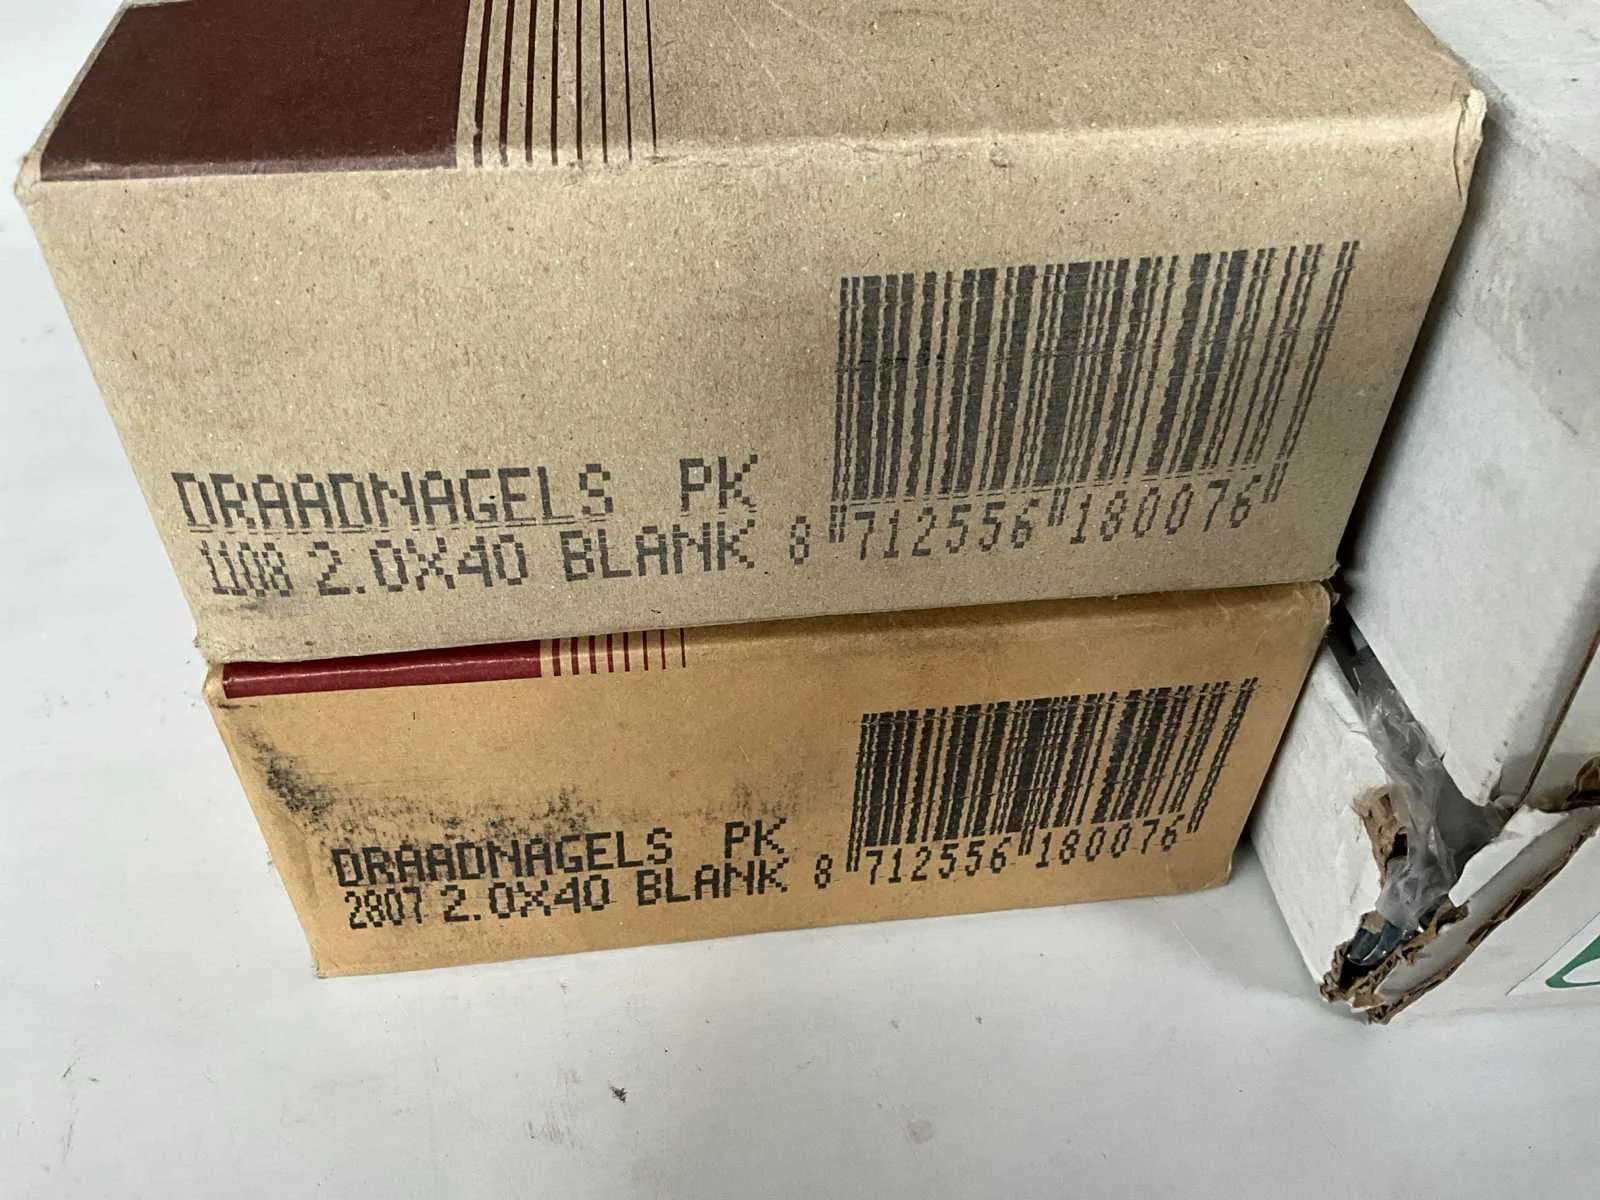 DRAADNAGELS PK
1108 2.0X40 BLANK
8 712556 180076
DRAADNAGELS PK
2807 2.0X40 BLANK
8 712556 180076